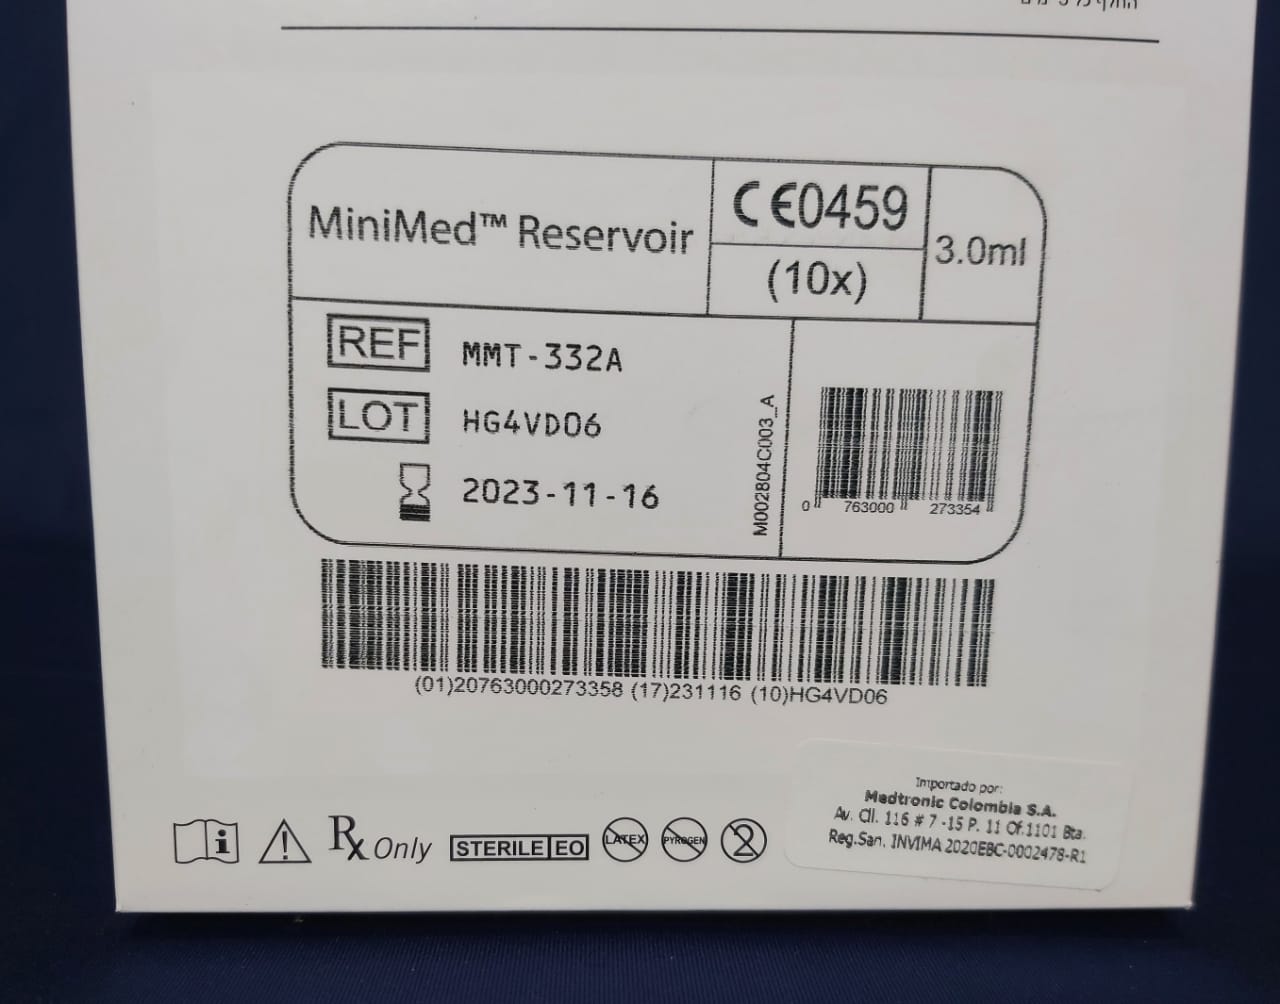 MiniMed™ Reservoir
CE0459
(10x)
3.0ml
REF MMT-332A
LOT HG4VD06
2023-11-16
M002804C003_A
0 763000 273354
(01)20763000273358 (17)231116 (10)HG4VD06
Rx Only
STERILE EO
LATEX
PYROGEN
2
Importado por:
Medtronic Colombia S.A.
Av. Cll. 116 # 7 -15 P. 11 Of.1101 Bta.
Reg.San. INVIMA 2020EBC-0002478-R1